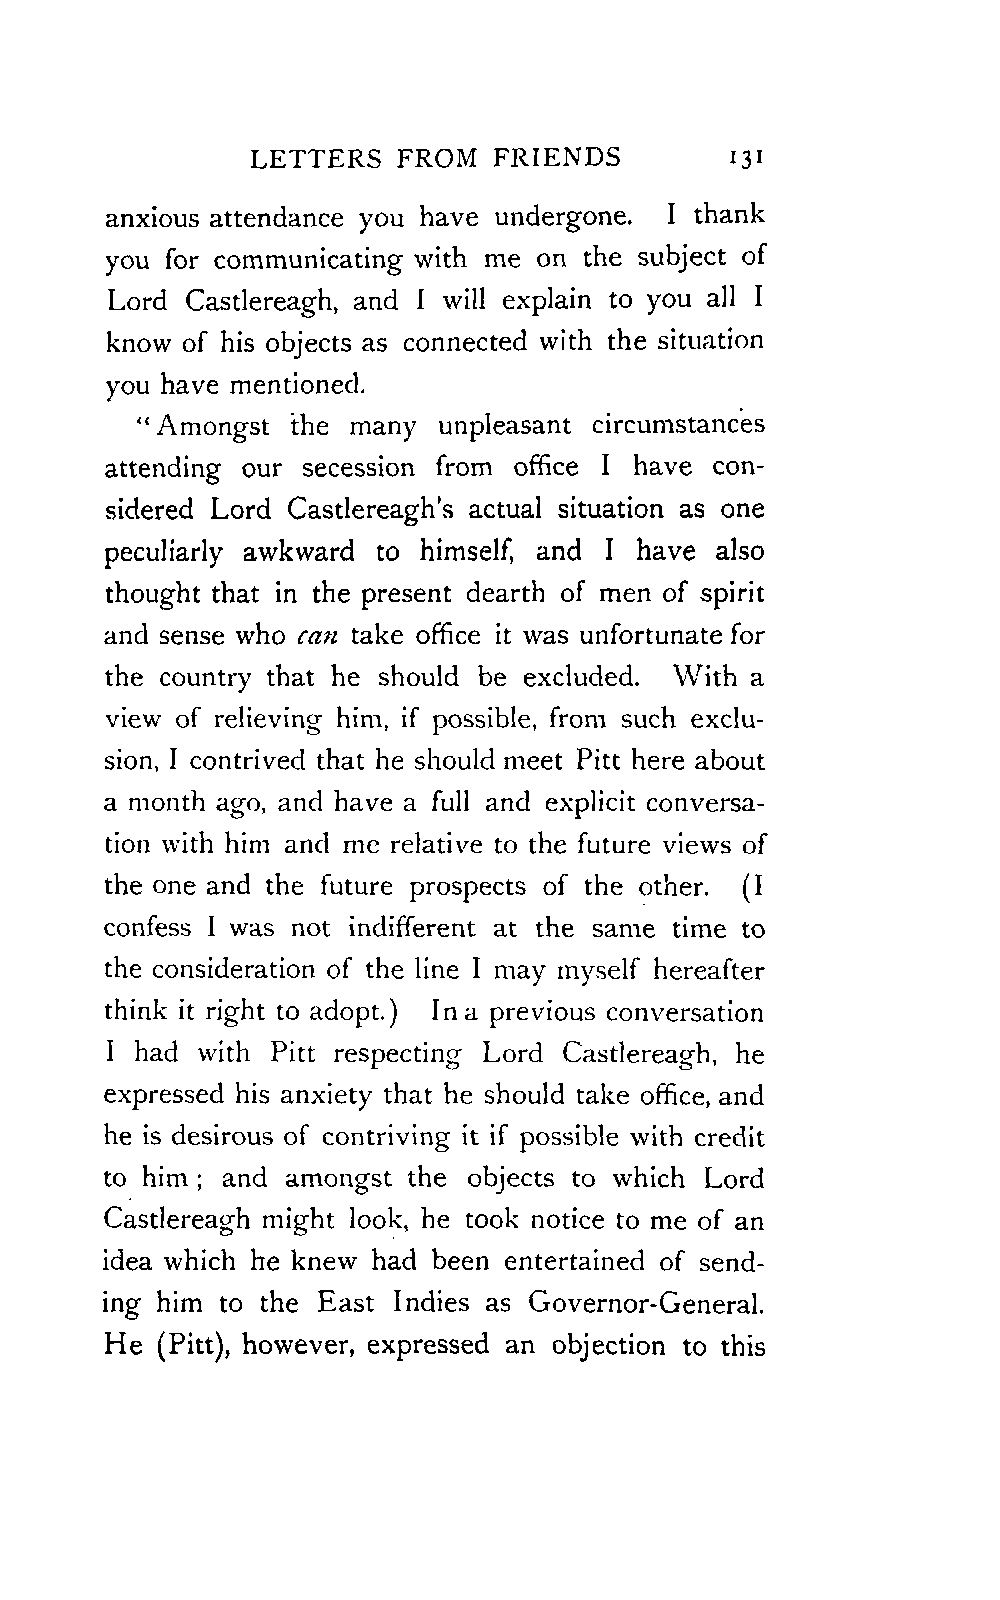 LETTERS FROM FRIENDS 131
anxious attendance you have undergone. I thank
you for communicating with me on the subject of
Lord Castlereagh, and I will explain to you all I
know of his objects as connected with the situation
you have mentioned.
“Amongst the many unpleasant circumstances
attending our secession from office I have con-
sidered Lord Castlereagh's actual situation as one
peculiarly awkward to himself, and I have also
thought that in the present dearth of men of spirit
and sense who can take office it was unfortunate for
the country that he should be excluded. With a
view of relieving him, if possible, from such exclu-
sion, I contrived that he should meet Pitt here about
a month ago, and have a full and explicit conversa-
tion with him and me relative to the future views of
the one and the future prospects of the other. (I
confess I was not indifferent at the same time to
the consideration of the line I may myself hereafter
think it right to adopt.) In a previous conversation
I had with Pitt respecting Lord Castlereagh, he
expressed his anxiety that he should take office, and
he is desirous of contriving it if possible with credit
to him ; and amongst the objects to which Lord
Castlereagh might look, he took notice to me of an
idea which he knew had been entertained of send-
ing him to the East Indies as Governor-General.
He (Pitt), however, expressed an objection to this